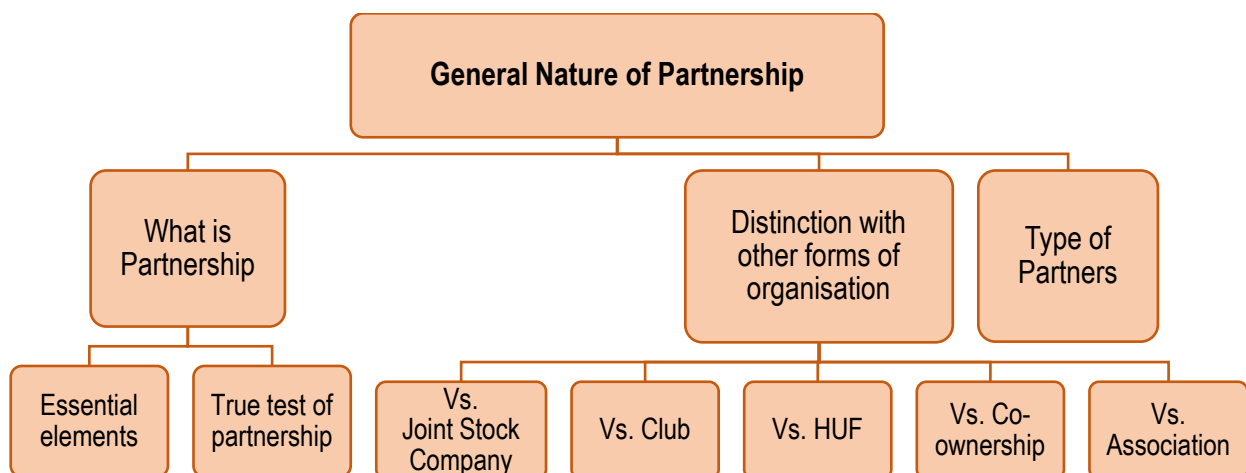 General Nature of Partnership
What is
Partnership
Distinction with
other forms of
organisation
Type of
Partners
Essential
elements
True test of
partnership
Vs.
Joint Stock
Company
Vs. Club
Vs. HUF
Vs. Co-
ownership
Vs.
Association